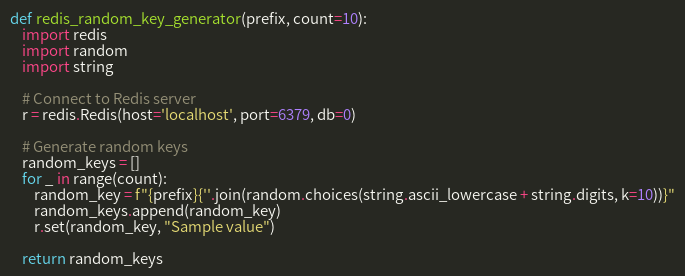 def redis_random_key_generator(prefix, count=10):
    import redis
    import random
    import string

    # Connect to Redis server
    r = redis.Redis(host='localhost', port=6379, db=0)

    # Generate random keys
    random_keys = []
    for _ in range(count):
        random_key = f"{prefix}{''.join(random.choices(string.ascii_lowercase + string.digits, k=10))}"
        random_keys.append(random_key)
        r.set(random_key, "Sample value")

    return random_keys